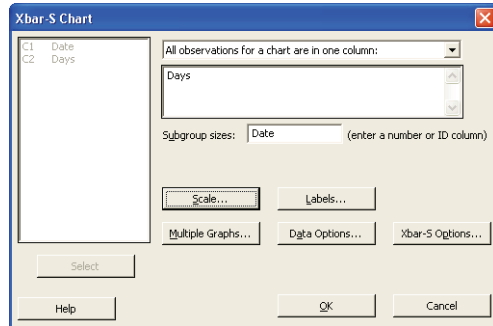 Xbar-S Chart
C1 Date
C2 Days
All observations for a chart are in one column:
Days
Subgroup sizes: Date (enter a number or ID column)
Scale... Labels...
Multiple Graphs... Data Options... Xbar-S Options...
Select
Help OK Cancel